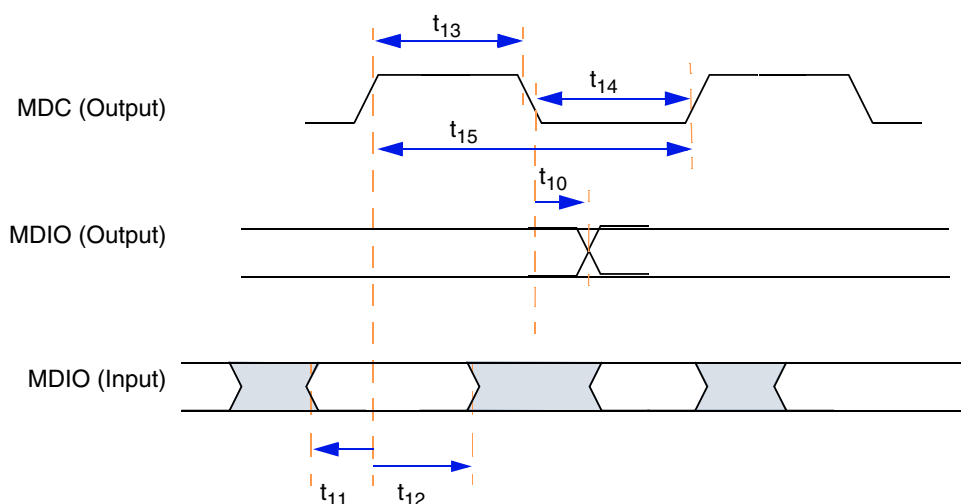 t13
t14
MDC (Output)
t15
t10
MDIO (Output)
MDIO (Input)
t11
t12